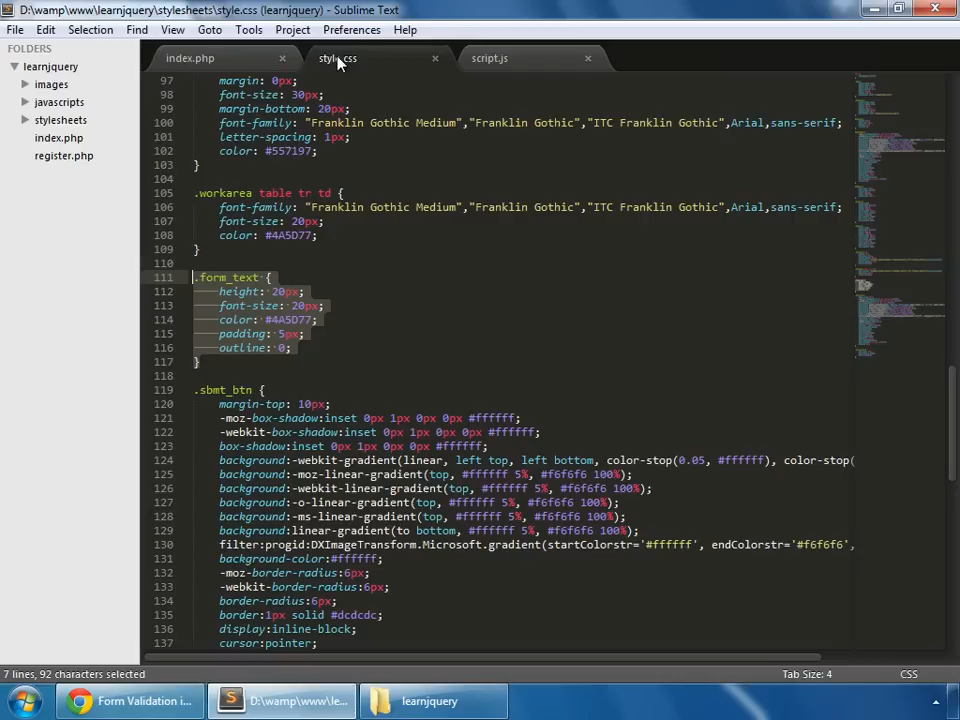 D:\wamp\www\learnjquery\stylesheets\style.css (learnjquery) - Sublime Text
File Edit Selection Find View Goto Tools Project Preferences Help
FOLDERS
learnjquery
images
javascripts
stylesheets
index.php
register.php
index.php × style.css × script.js ×
97 margin: 0px;
98 font-size: 30px;
99 margin-bottom: 20px;
100 font-family: "Franklin Gothic Medium","Franklin Gothic","ITC Franklin Gothic",Arial,sans-serif;
101 letter-spacing: 1px;
102 color: #557197;
103 }
104
105 .workarea table tr td {
106 font-family: "Franklin Gothic Medium","Franklin Gothic","ITC Franklin Gothic",Arial,sans-serif;
107 font-size: 20px;
108 color: #4A5D77;
109 }
110
111 .form_text {
112 height: 20px;
113 font-size: 20px;
114 color: #4A5D77;
115 padding: 5px;
116 outline: 0;
117 }
118
119 .sbmt_btn {
120 margin-top: 10px;
121 -moz-box-shadow:inset 0px 1px 0px 0px #ffffff;
122 -webkit-box-shadow:inset 0px 1px 0px 0px #ffffff;
123 box-shadow:inset 0px 1px 0px 0px #ffffff;
124 background:-webkit-gradient(linear, left top, left bottom, color-stop(0.05, #ffffff), color-stop(
125 background:-moz-linear-gradient(top, #ffffff 5%, #f6f6f6 100%);
126 background:-webkit-linear-gradient(top, #ffffff 5%, #f6f6f6 100%);
127 background:-o-linear-gradient(top, #ffffff 5%, #f6f6f6 100%);
128 background:-ms-linear-gradient(top, #ffffff 5%, #f6f6f6 100%);
129 background:linear-gradient(to bottom, #ffffff 5%, #f6f6f6 100%);
130 filter:progid:DXImageTransform.Microsoft.gradient(startColorstr='#ffffff', endColorstr='#f6f6f6',
131 background-color:#ffffff;
132 -moz-border-radius:6px;
133 -webkit-border-radius:6px;
134 border-radius:6px;
135 border:1px solid #dcdcdc;
136 display:inline-block;
137 cursor:pointer;
7 lines, 92 characters selected Tab Size: 4 CSS
Form Validation i... D:\wamp\www\le... learnjquery